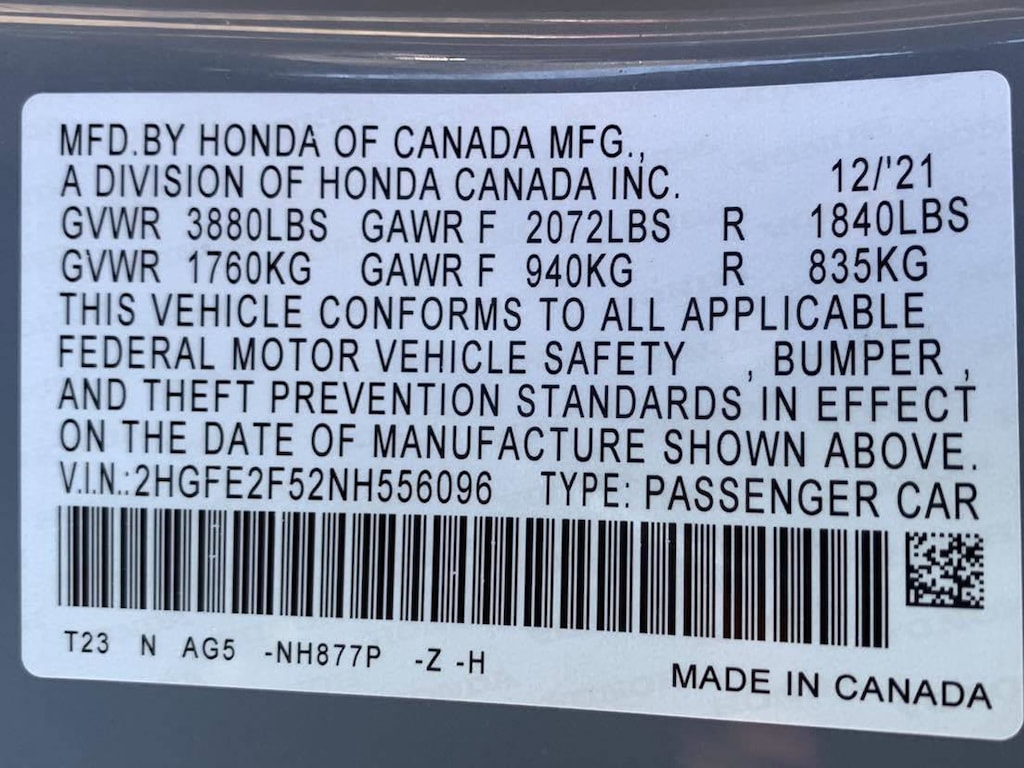 MFD.BY HONDA OF CANADA MFG.,
A DIVISION OF HONDA CANADA INC. 12/'21
GVWR 3880LBS GAWR F 2072LBS R 1840LBS
GVWR 1760KG GAWR F 940KG R 835KG
THIS VEHICLE CONFORMS TO ALL APPLICABLE
FEDERAL MOTOR VEHICLE SAFETY , BUMPER ,
AND THEFT PREVENTION STANDARDS IN EFFECT
ON THE DATE OF MANUFACTURE SHOWN ABOVE.
V.I.N.:2HGFE2F52NH556096 TYPE: PASSENGER CAR
T23 N AG5 -NH877P -Z -H
MADE IN CANADA